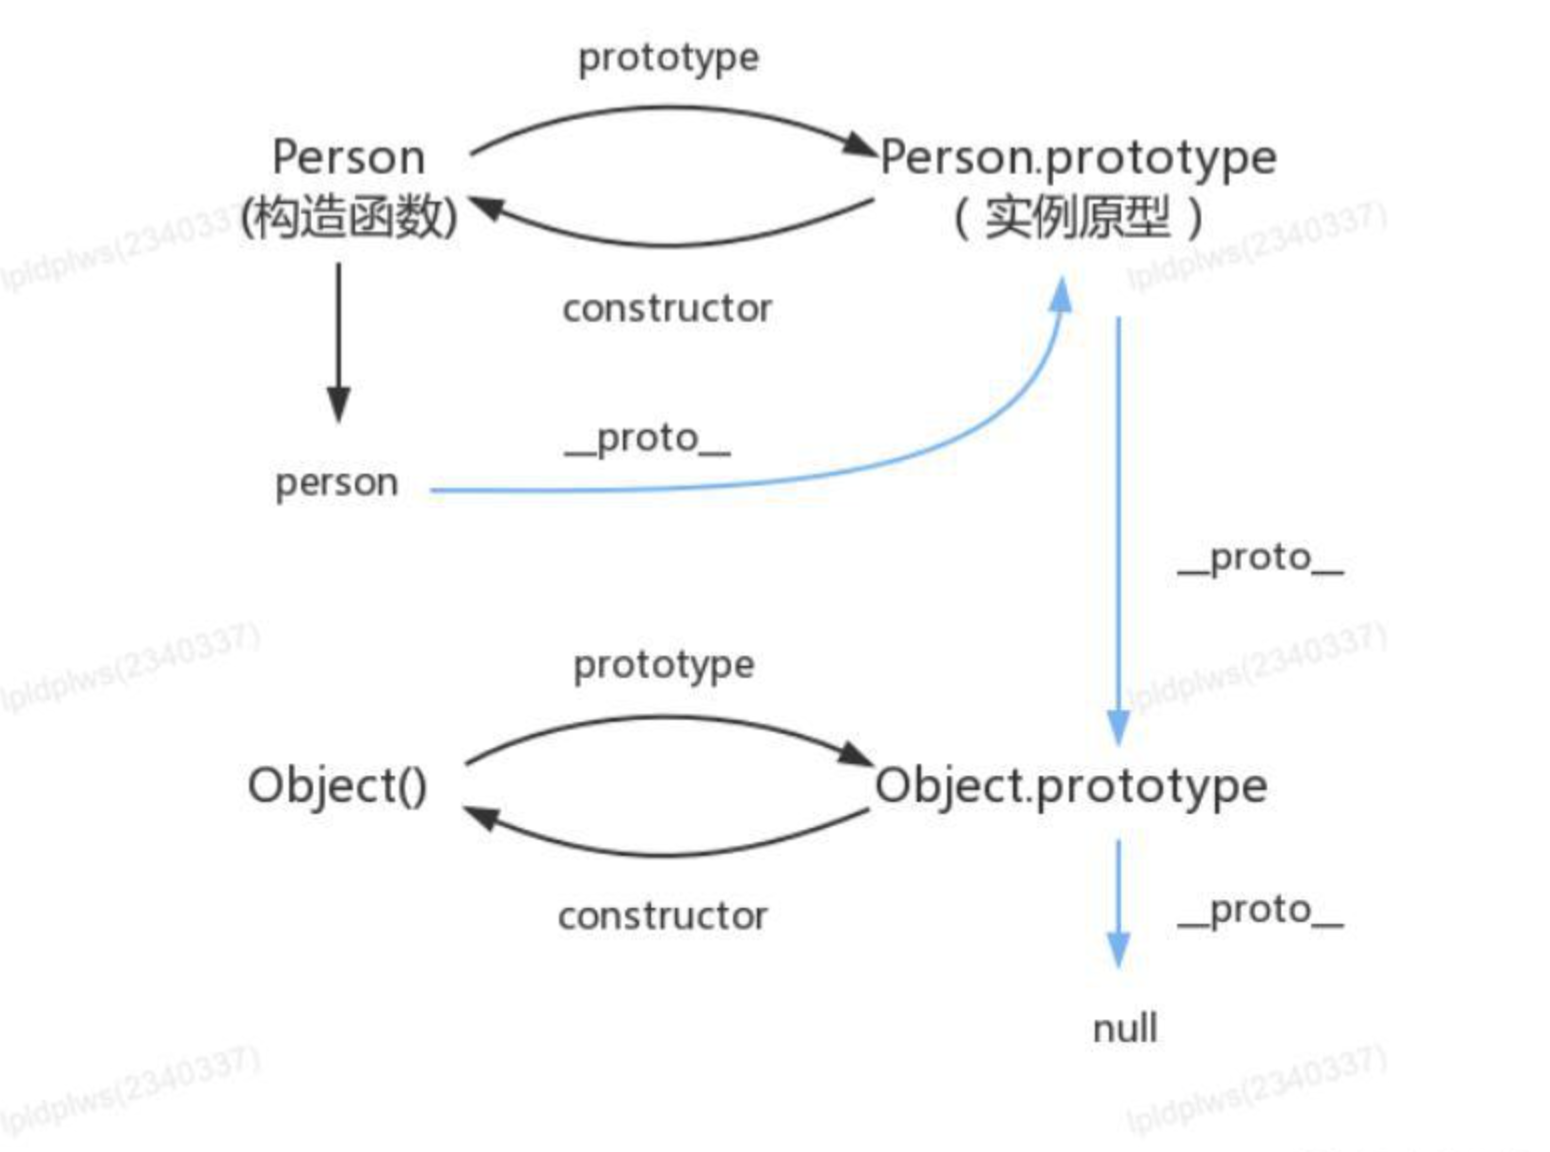 prototype
Person
Person.prototype
(构造函数)
( 实例原型 )
lpldplws(2340337)
lpldplws(2340337)
constructor
__proto__
person
__proto__
lpldplws(2340337)
lpldplws(2340337)
prototype
Object()
Object.prototype
constructor
__proto__
null
lpldplws(2340337)
lpldplws(2340337)